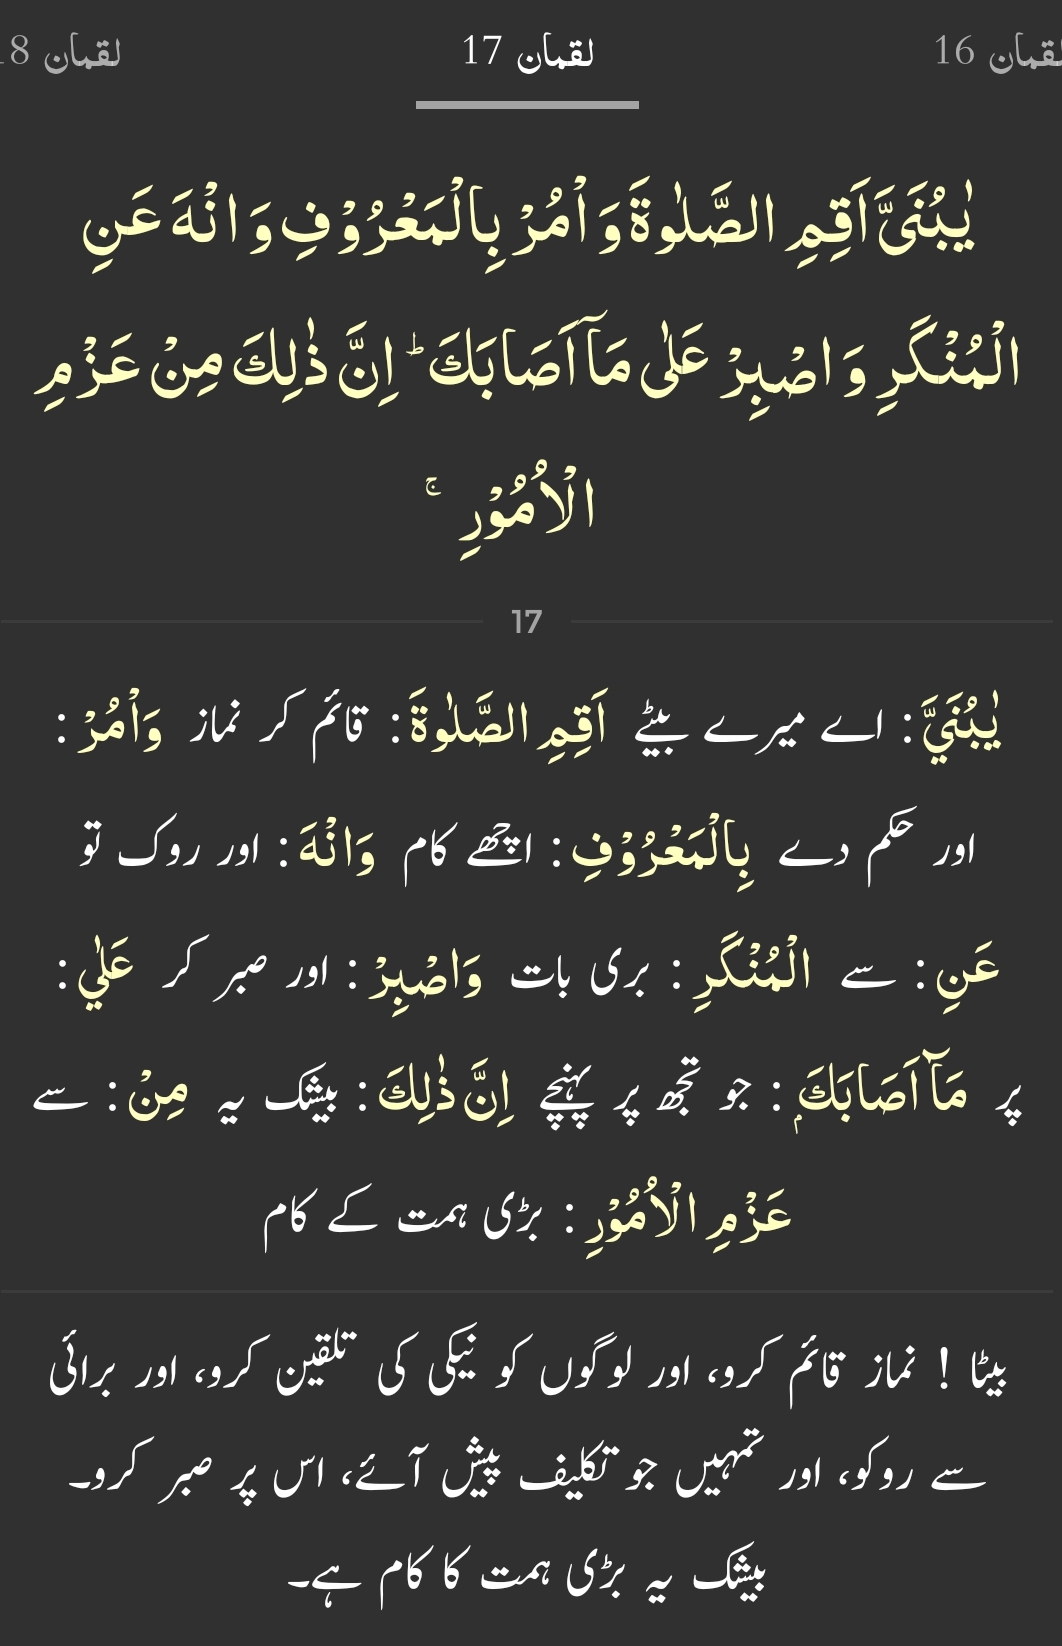 لقمان 16 لقمان 17 لقمان 18
يٰبُنَىَّ اَقِمِ الصَّلٰوةَ وَ اْمُرْ بِالْمَعْرُوْفِ وَ انْهَ عَنِ
الْمُنْكَرِ وَ اصْبِرْ عَلٰى مَاۤ اَصَابَكَ‌ؕ اِنَّ ذٰلِكَ مِنْ عَزْمِ
الْاُمُوْرِ‌ۚ
17
يٰبُنَيَّ : اے میرے بیٹے اَقِمِ الصَّلٰوةَ : قائم کر نماز وَاْمُرْ :
اور حکم دے بِالْمَعْرُوْفِ : اچھے کام وَانْهَ : اور روک تو
عَنِ : سے الْمُنْكَرِ : بری بات وَاصْبِرْ : اور صبر کر عَلٰي :
پر مَآ اَصَابَكَ ۭ : جو تجھ پر پہنچے اِنَّ ذٰلِكَ : بیشک یہ مِنْ : سے
عَزْمِ الْاُمُوْرِ : بڑی ہمت کے کام
بیٹا ! نماز قائم کرو، اور لوگوں کو نیکی کی تلقین کرو، اور برائی
سے روکو، اور تمہیں جو تکلیف پیش آئے، اس پر صبر کرو۔
بیشک یہ بڑی ہمت کا کام ہے۔